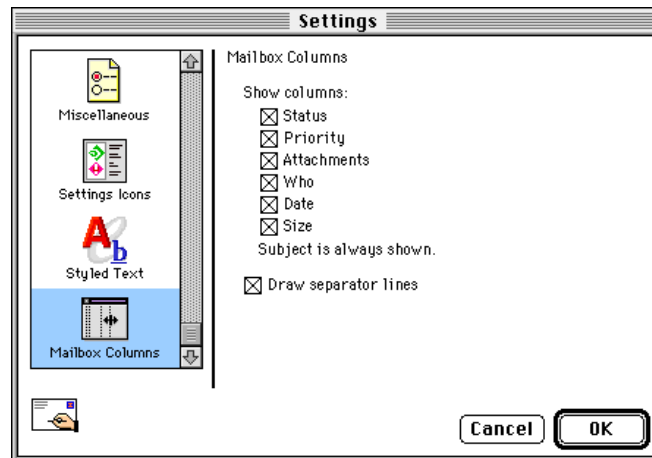 Settings
Miscellaneous
Settings Icons
Styled Text
Mailbox Columns
Mailbox Columns
Show columns:
Status
Priority
Attachments
Who
Date
Size
Subject is always shown.
Draw separator lines
Cancel
OK